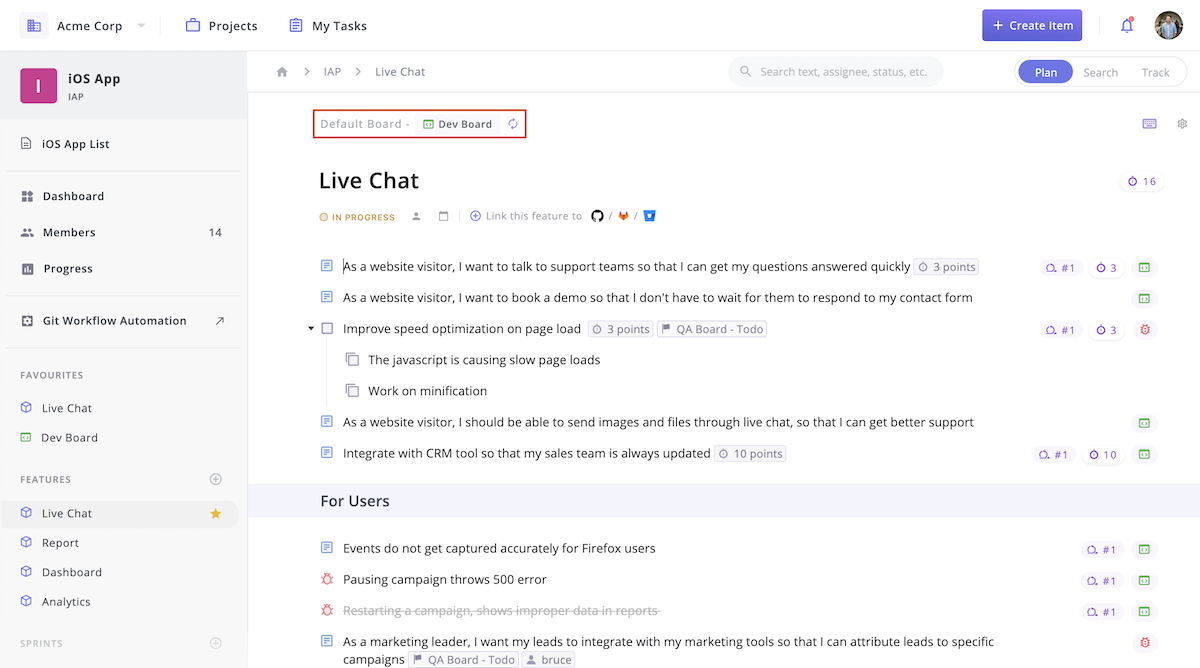 Acme Corp
Projects
My Tasks
+ Create Item
I
iOS App
IAP
iOS App List
Dashboard
Members 14
Progress
Git Workflow Automation
FAVOURITES
Live Chat
Dev Board
FEATURES
Live Chat
Report
Dashboard
Analytics
SPRINTS
IAP
Live Chat
Search text, assignee, status, etc.
Plan
Search
Track
Default Board - Dev Board
Live Chat
16
IN PROGRESS
Link this feature to / /
As a website visitor, I want to talk to support teams so that I can get my questions answered quickly 3 points #1 3
As a website visitor, I want to book a demo so that I don't have to wait for them to respond to my contact form
Improve speed optimization on page load 3 points QA Board - Todo #1 3
The javascript is causing slow page loads
Work on minification
As a website visitor, I should be able to send images and files through live chat, so that I can get better support
Integrate with CRM tool so that my sales team is always updated 10 points #1 10
For Users
Events do not get captured accurately for Firefox users #1
Pausing campaign throws 500 error #1
Restarting a campaign, shows improper data in reports #1
As a marketing leader, I want my leads to integrate with my marketing tools so that I can attribute leads to specific
campaigns QA Board - Todo bruce